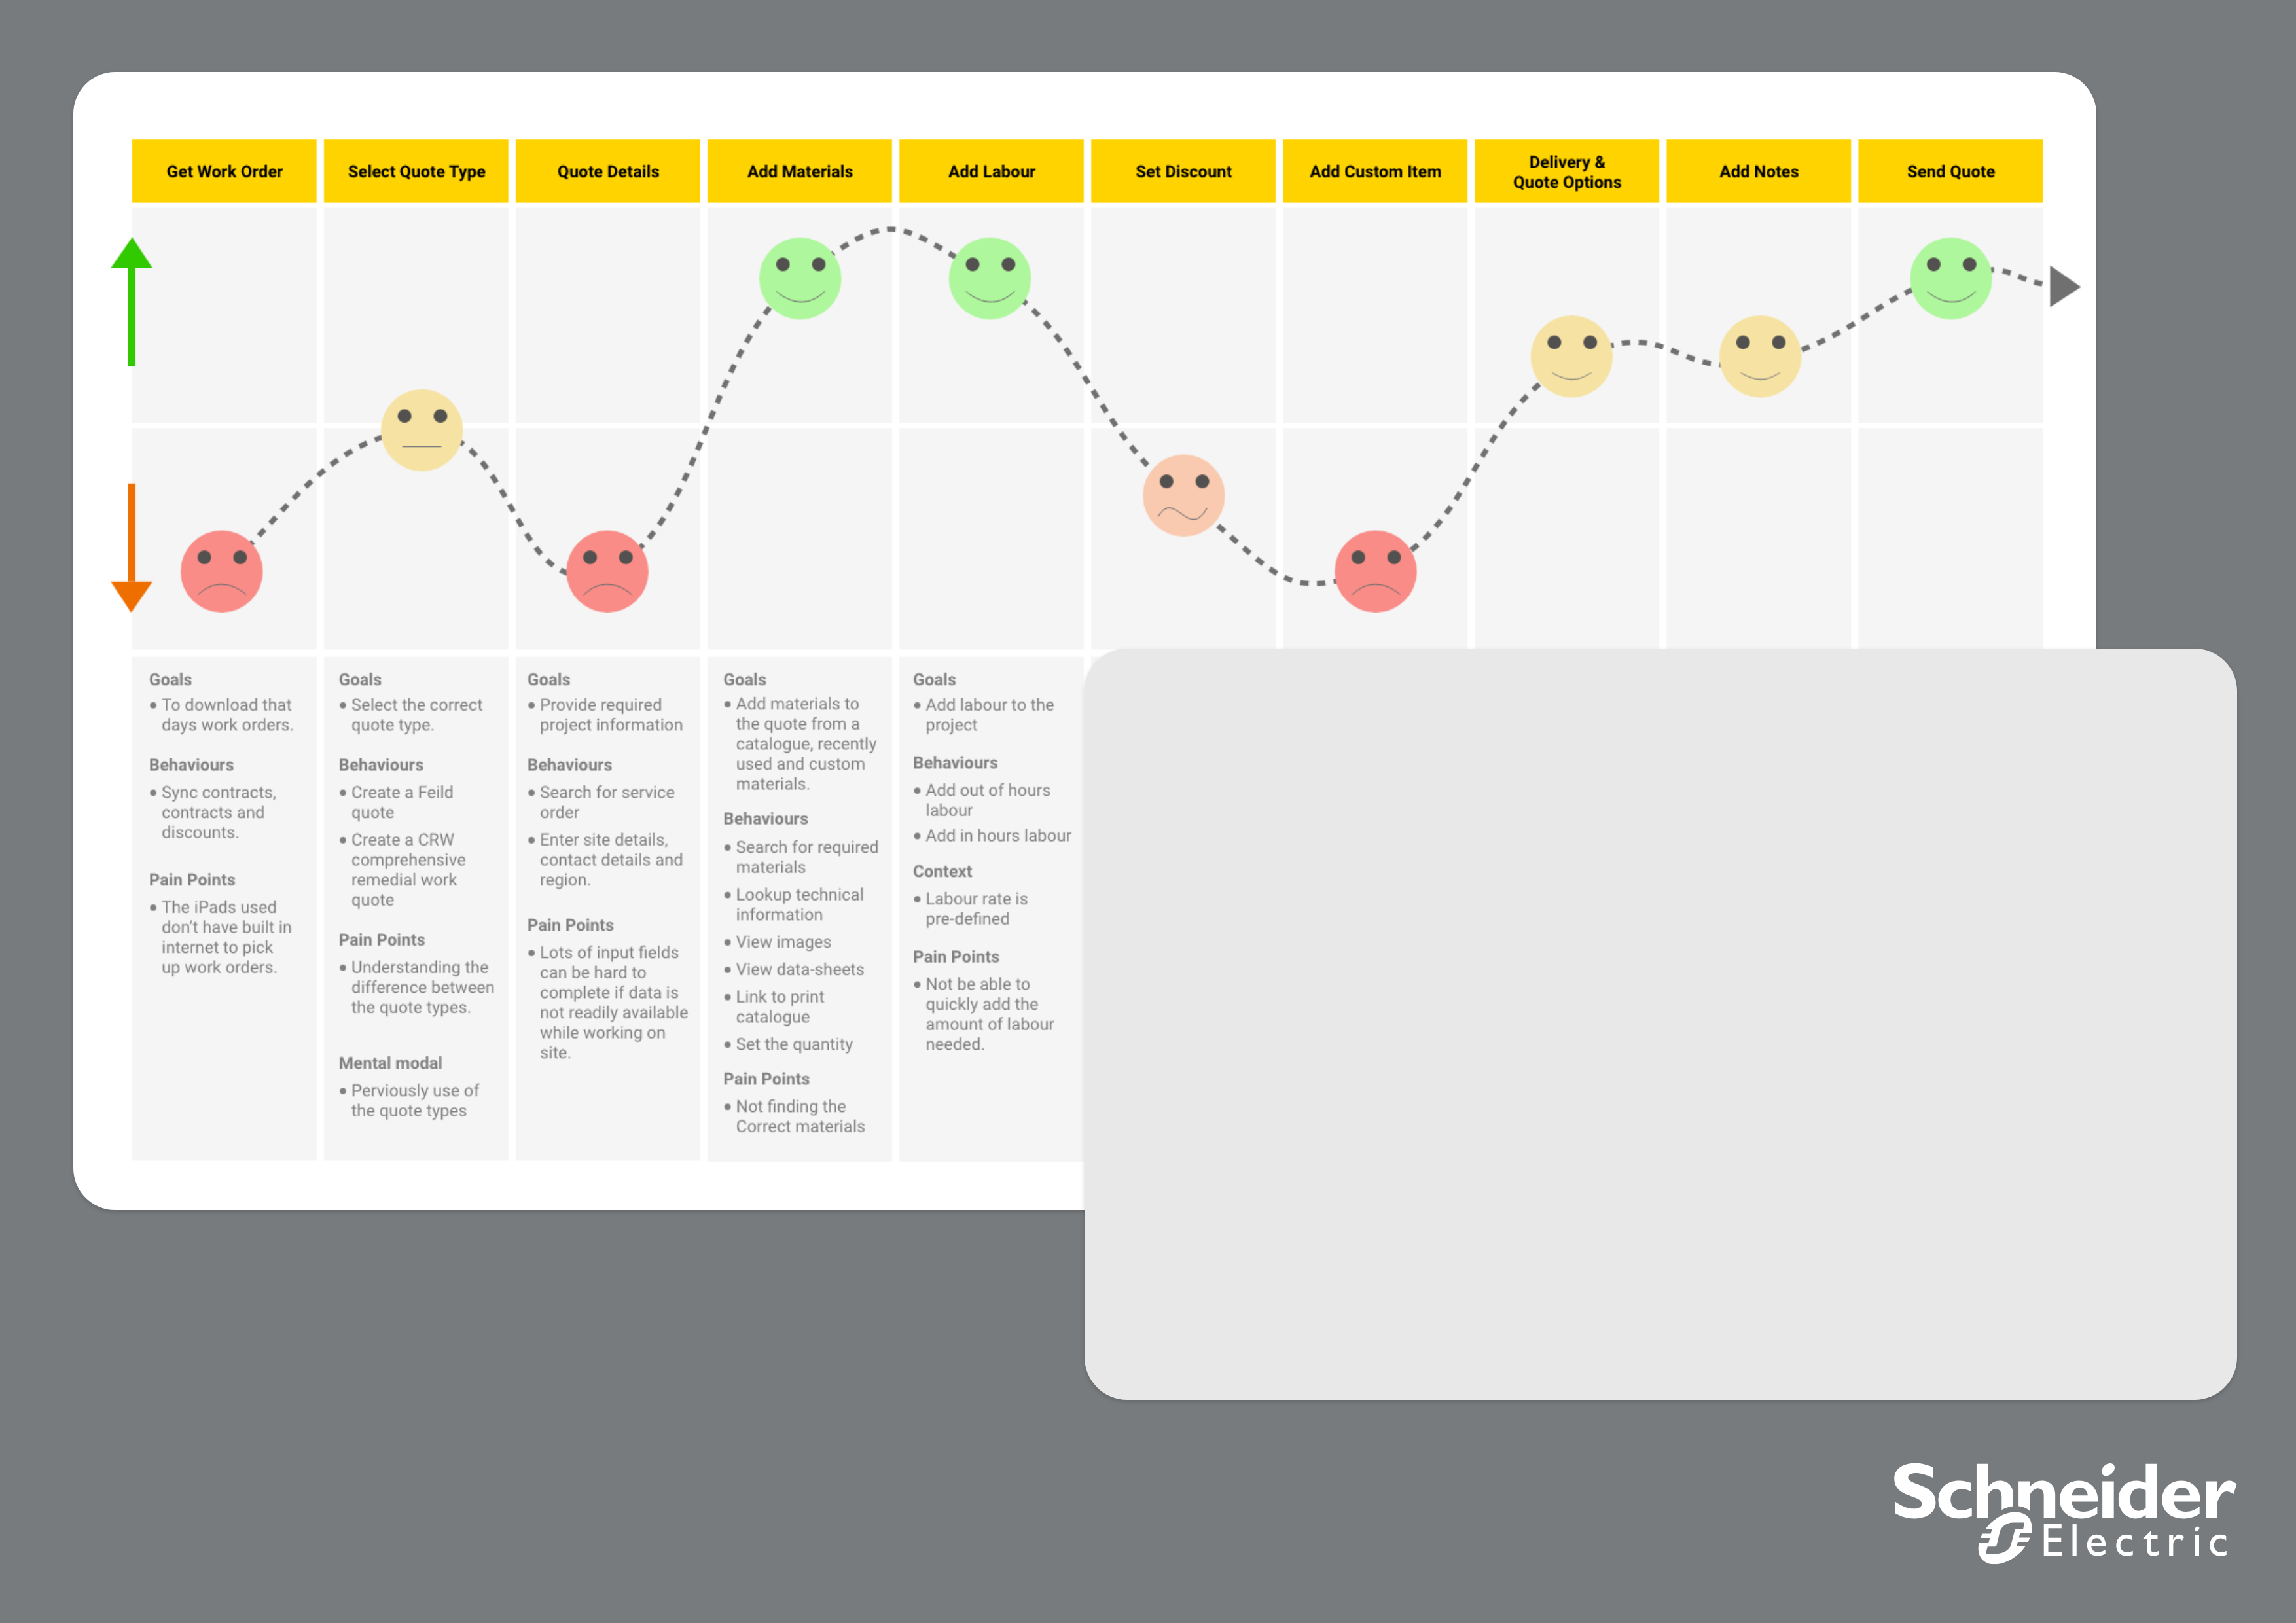 Get Work Order
Select Quote Type
Quote Details
Add Materials
Add Labour
Set Discount
Add Custom Item
Delivery &
Quote Options
Add Notes
Send Quote
Goals
• To download that
days work orders.
Behaviours
• Sync contracts,
contracts and
discounts.
Pain Points
• The iPads used
don't have built in
internet to pick
up work orders.
Goals
• Select the correct
quote type.
Behaviours
• Create a Feild
quote
• Create a CRW
comprehensive
remedial work
quote
Pain Points
• Understanding the
difference between
the quote types.
Mental modal
• Perviously use of
the quote types
Goals
• Provide required
project information
Behaviours
• Search for service
order
• Enter site details,
contact details and
region.
Pain Points
• Lots of input fields
can be hard to
complete if data is
not readily available
while working on
site.
Goals
• Add materials to
the quote from a
catalogue, recently
used and custom
materials.
Behaviours
• Search for required
materials
• Lookup technical
information
• View images
• View data-sheets
• Link to print
catalogue
• Set the quantity
Pain Points
• Not finding the
Correct materials
Goals
• Add labour to the
project
Behaviours
• Add out of hours
labour
• Add in hours labour
Context
• Labour rate is
pre-defined
Pain Points
• Not be able to
quickly add the
amount of labour
needed.
Schneider
Electric